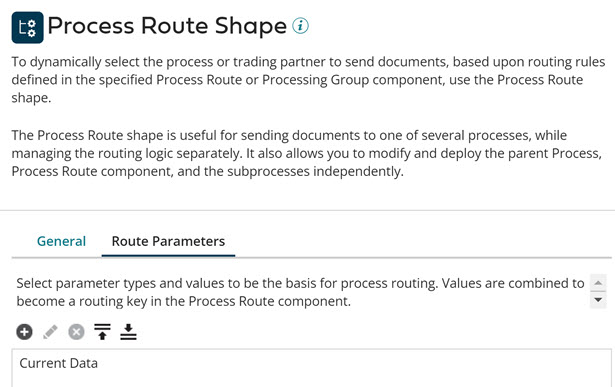 Process Route Shape
To dynamically select the process or trading partner to send documents, based upon routing rules
defined in the specified Process Route or Processing Group component, use the Process Route
shape.
The Process Route shape is useful for sending documents to one of several processes, while
managing the routing logic separately. It also allows you to modify and deploy the parent Process,
Process Route component, and the subprocesses independently.
General Route Parameters
Select parameter types and values to be the basis for process routing. Values are combined to
become a routing key in the Process Route component.
Current Data